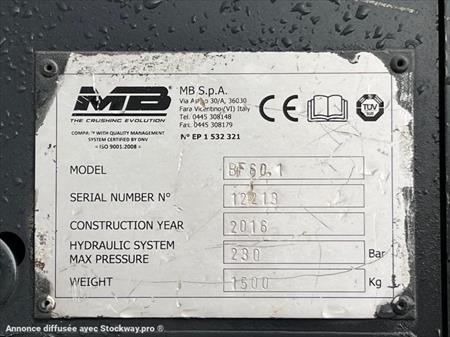 MB
THE CRUSHING EVOLUTION
COMPANY WITH QUALITY MANAGEMENT
SYSTEM CERTIFIED BY DNV
= ISO 9001:2008 =
MB S.p.A.
Via Astico 30/A, 36030
Fara Vicentino (VI) Italy
Tel. 0445 308148
Fax. 0445 308179
N° EP 1 532 321
CE
TÜV
MODEL BF60.1
SERIAL NUMBER N° 12213
CONSTRUCTION YEAR 2016
HYDRAULIC SYSTEM
MAX PRESSURE 230 Bar
WEIGHT 1500 Kg
Annonce diffusée avec Stockway.pro ®